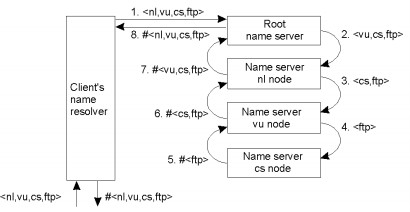 1. <nl,vu,cs,ftp>
8. #<nl,vu,cs,ftp>
Root
name server
2. <vu,cs,ftp>
7. #<vu,cs,ftp>
Name server
nl node
3. <cs,ftp>
Client's
name
resolver
6. #<cs,ftp>
Name server
vu node
4. <ftp>
5. #<ftp>
Name server
cs node
<nl,vu,cs,ftp>
#<nl,vu,cs,ftp>